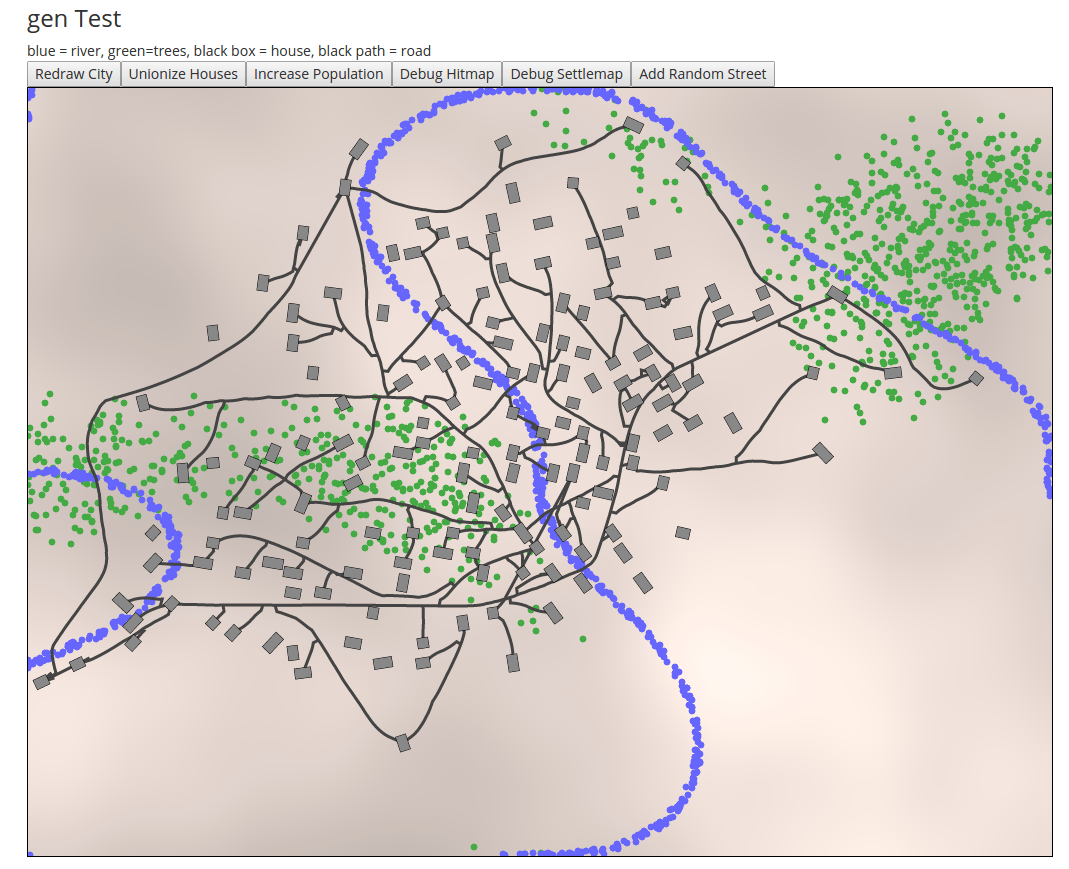 gen Test
blue = river, green=trees, black box = house, black path = road
Redraw City Unionize Houses Increase Population Debug Hitmap Debug Settlemap Add Random Street